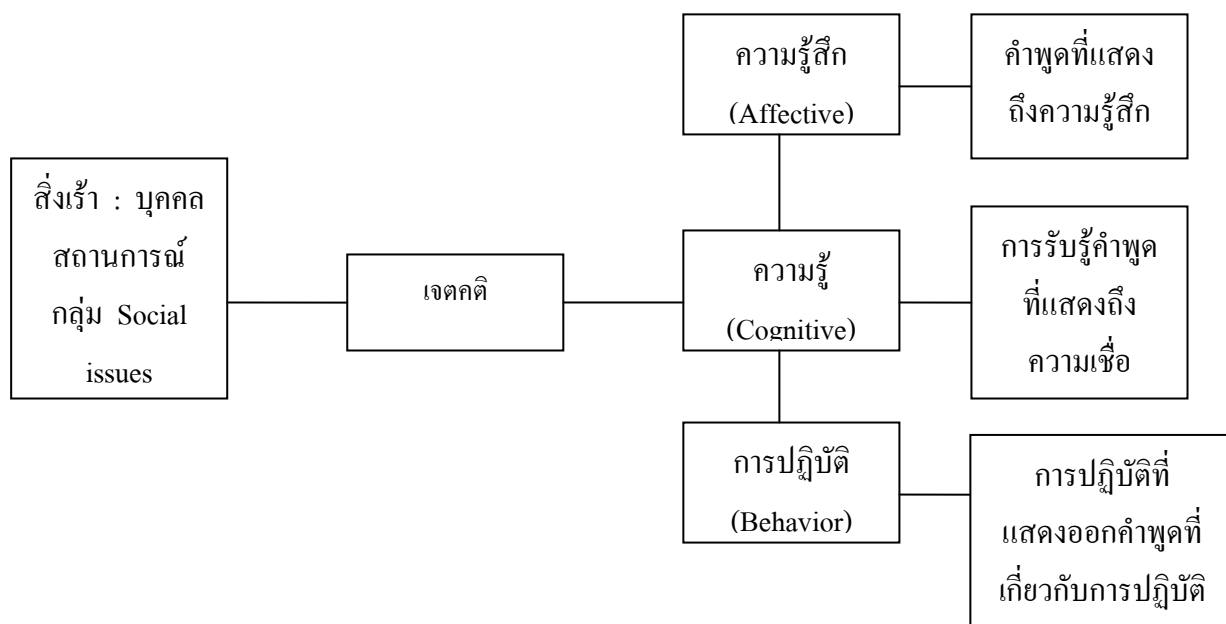 ความรู้สึก
(Affective)
คำพูดที่แสดง
ถึงความรู้สึก
สิ่งเร้า : บุคคล
สถานการณ์
กลุ่ม Social
issues
เจตคติ
ความรู้
(Cognitive)
การรับรู้คำพูด
ที่แสดงถึง
ความเชื่อ
การปฏิบัติ
(Behavior)
การปฏิบัติที่
แสดงออกคำพูดที่
เกี่ยวกับการปฏิบัติ